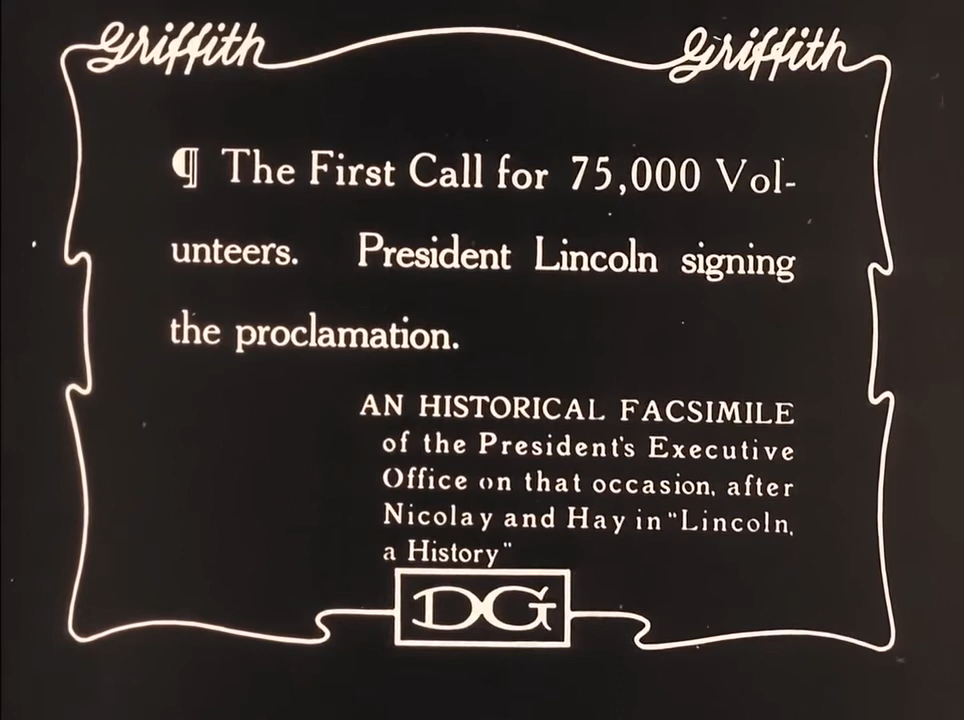 Griffith Griffith
¶ The First Call for 75,000 Vol-
unteers. President Lincoln signing
the proclamation.
AN HISTORICAL FACSIMILE
of the President's Executive
Office on that occasion, after
Nicolay and Hay in "Lincoln,
a History"
DG